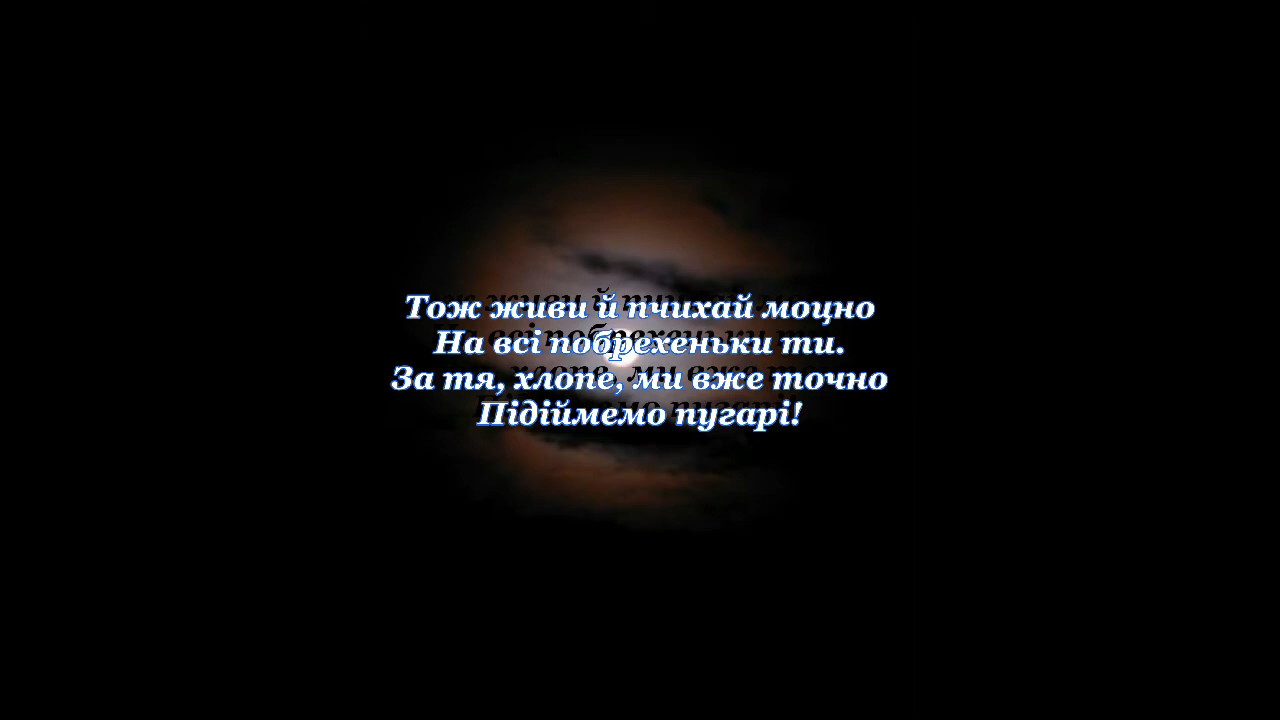 Тож живи й пчихай моцно
На всі побрехеньки ти.
За тя, хлопе, ми вже точно
Підіймемо пугарі!